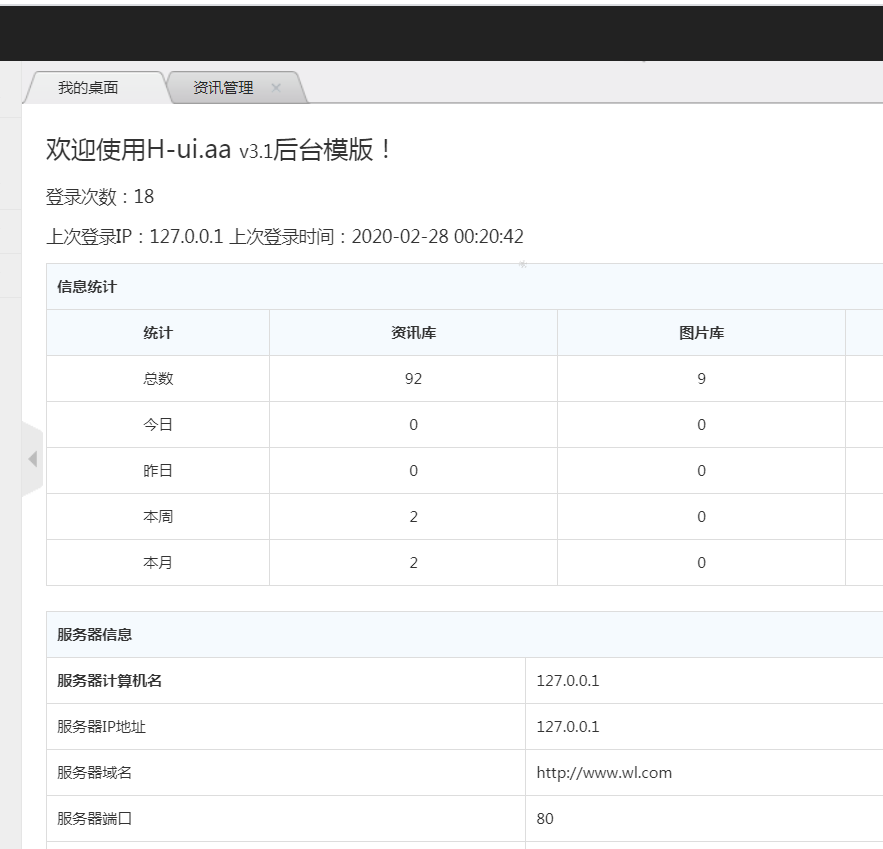 我的桌面 资讯管理
欢迎使用H-ui.aa v3.1后台模版！
登录次数：18
上次登录IP：127.0.0.1 上次登录时间：2020-02-28 00:20:42
*
信息统计
统计 资讯库 图片库
总数 92 9
今日 0 0
昨日 0 0
本周 2 0
本月 2 0
服务器信息
服务器计算机名 127.0.0.1
服务器IP地址 127.0.0.1
服务器域名 http://www.wl.com
服务器端口 80